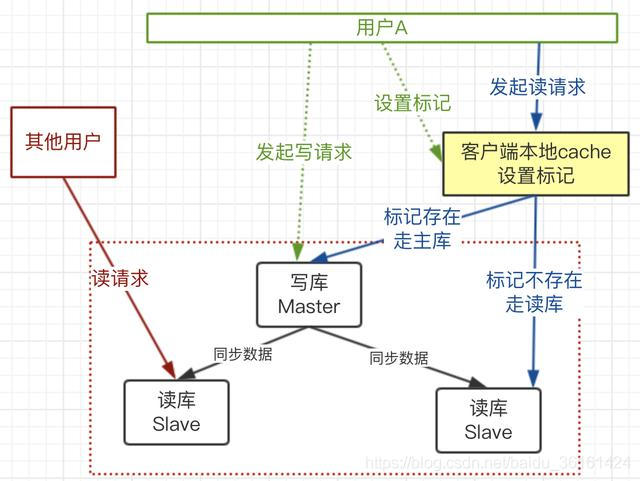 用户A
设置标记
发起读请求
其他用户
发起写请求
客户端本地cache
设置标记
标记存在
走主库
读请求
写库
Master
标记不存在
走读库
同步数据
同步数据
读库
Slave
读库
Slave
https://blog.csdn.net/baidu_36161424